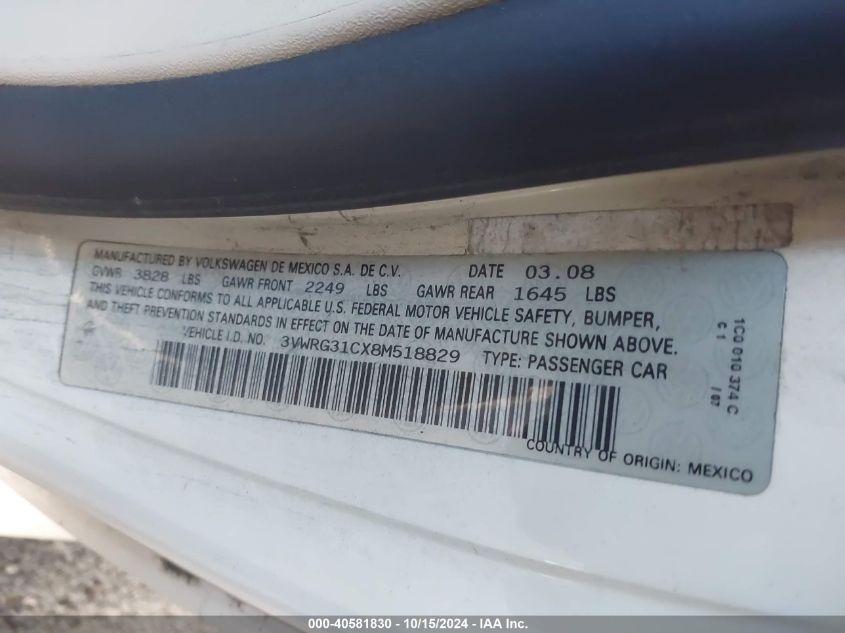 MANUFACTURED BY VOLKSWAGEN DE MEXICO S.A. DE C.V. DATE 03.08
GVWR 3828 LBS GAWR FRONT 2249 LBS GAWR REAR 1645 LBS
THIS VEHICLE CONFORMS TO ALL APPLICABLE U.S. FEDERAL MOTOR VEHICLE SAFETY, BUMPER,
AND THEFT PREVENTION STANDARDS IN EFFECT ON THE DATE OF MANUFACTURE SHOWN ABOVE.
VEHICLE I.D. NO. 3VWRG31CX8M518829 TYPE: PASSENGER CAR
COUNTRY OF ORIGIN: MEXICO
1C0 010 374 C
C 1 / 07
000-40581830 - 10/15/2024 - © IAA, Inc.